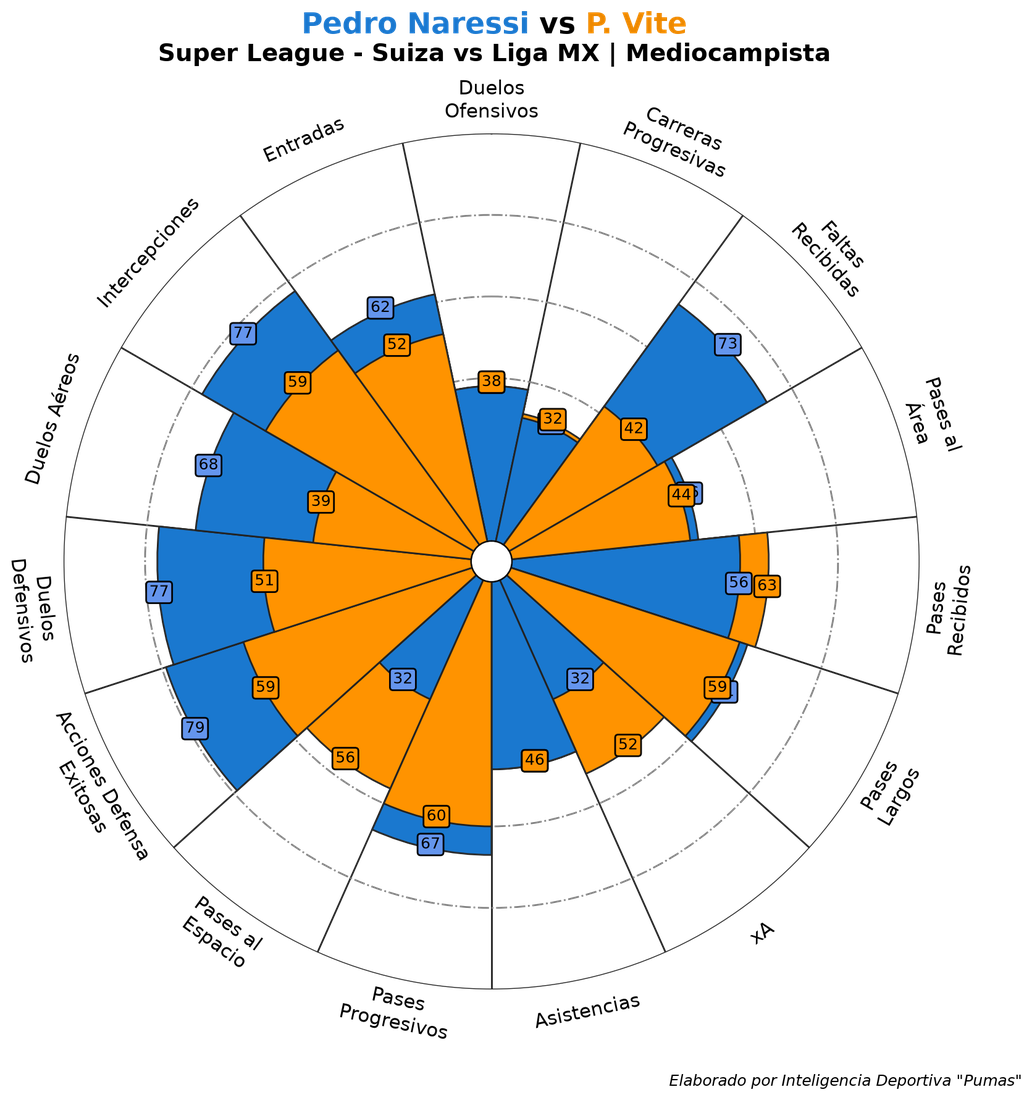 Pedro Naressi vs P. Vite
Super League - Suiza vs Liga MX | Mediocampista
Duelos
Ofensivos
38
Carreras
Progresivas
32
Faltas
Recibidas
73
42
Pases al
Área
44
Pases
Recibidos
56
63
Pases
Largos
59
xA
32
52
Asistencias
46
Pases
Progresivos
60
67
Pases al
Espacio
32
56
Acciones Defensa
Exitosas
59
79
Duelos
Defensivos
77
51
Duelos Aéreos
68
39
Intercepciones
77
59
Entradas
62
52
Elaborado por Inteligencia Deportiva "Pumas"